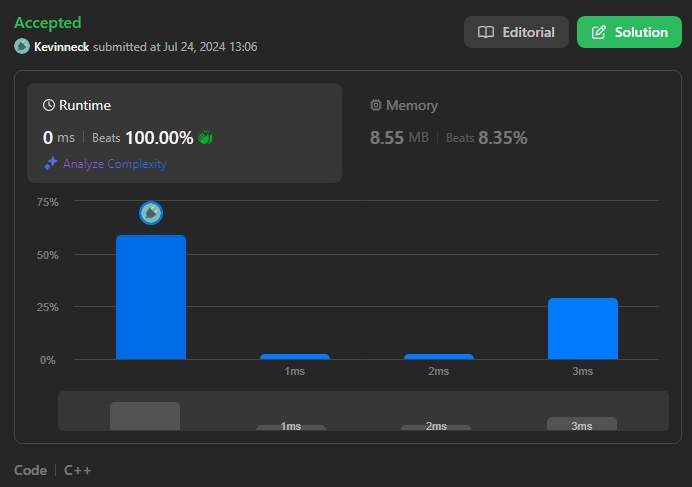 Accepted
Kevinneck submitted at Jul 24, 2024 13:06
Editorial
Solution
Runtime
0 ms | Beats 100.00%
Analyze Complexity
Memory
8.55 MB | Beats 8.35%
75%
50%
25%
0%
1ms 2ms 3ms
1ms 2ms 3ms
Code | C++